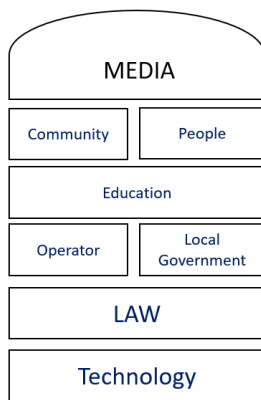 MEDIA
Community
People
Education
Operator
Local
Government
LAW
Technology